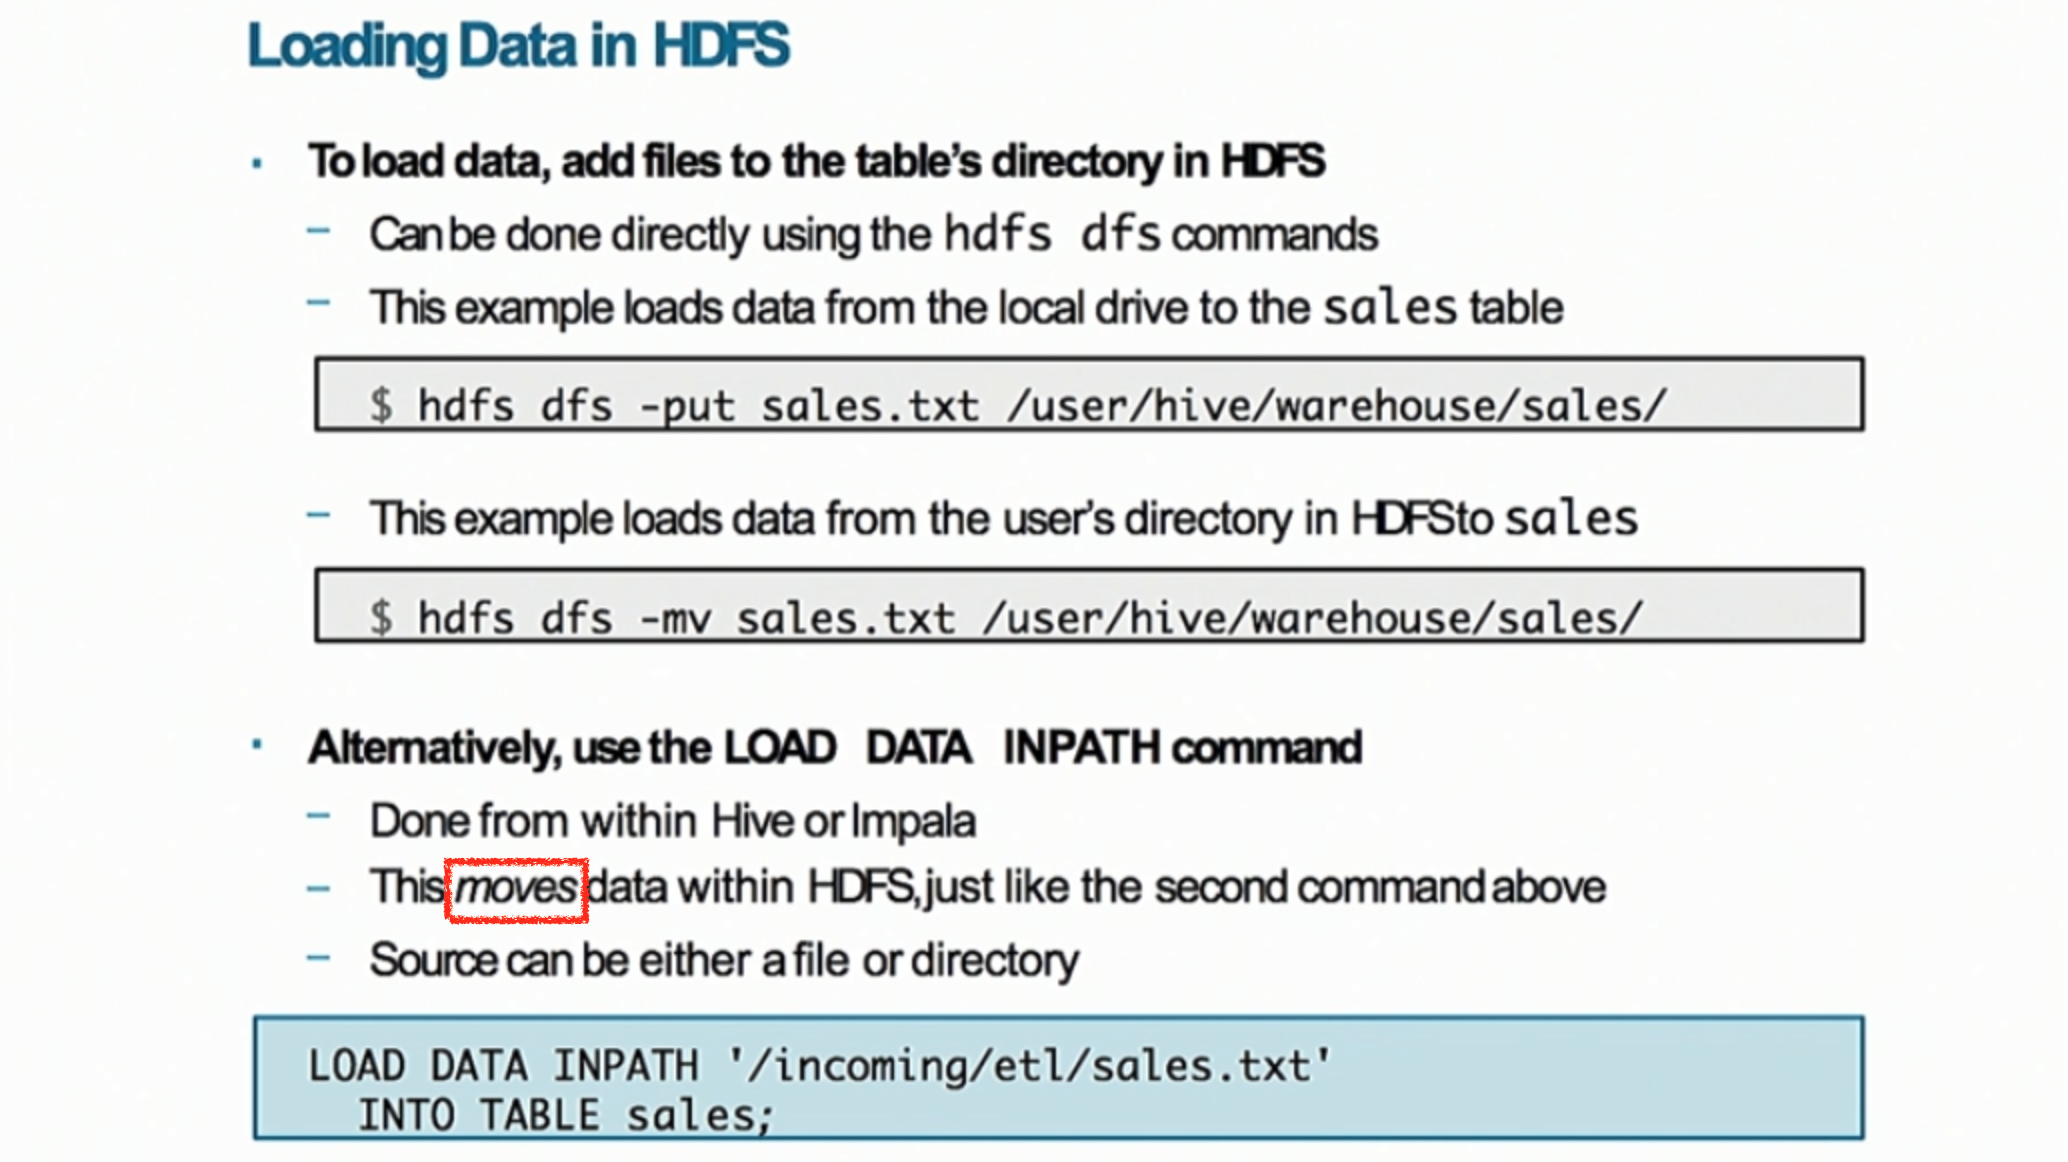 Loading Data in HDFS
▪ To load data, add files to the table's directory in HDFS
– Can be done directly using the hdfs dfs commands
– This example loads data from the local drive to the sales table
$ hdfs dfs -put sales.txt /user/hive/warehouse/sales/
– This example loads data from the user's directory in HDFS to sales
$ hdfs dfs -mv sales.txt /user/hive/warehouse/sales/
▪ Alternatively, use the LOAD DATA INPATH command
– Done from within Hive or Impala
– This moves data within HDFS, just like the second command above
– Source can be either a file or directory
LOAD DATA INPATH '/incoming/etl/sales.txt'
INTO TABLE sales;